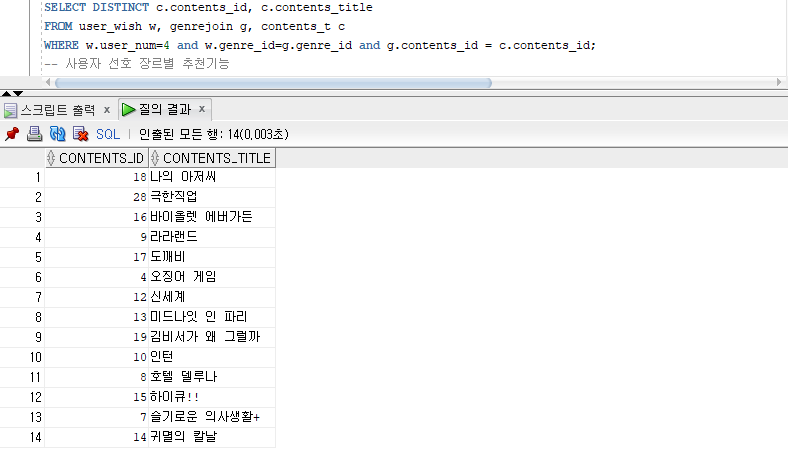 SELECT DISTINCT c.contents_id, c.contents_title
FROM user_wish w, genrejoin g, contents_t c
WHERE w.user_num=4 and w.genre_id=g.genre_id and g.contents_id = c.contents_id;
-- 사용자 선호 장르별 추천기능
스크립트 출력 x 질의 결과 x
SQL | 인출된 모든 행: 14(0,003초)
CONTENTS_ID CONTENTS_TITLE
1 18 나의 아저씨
2 28 극한직업
3 16 바이올렛 에버가든
4 9 라라랜드
5 17 도깨비
6 4 오징어 게임
7 12 신세계
8 13 미드나잇 인 파리
9 19 김비서가 왜 그럴까
10 10 인턴
11 8 호텔 델루나
12 15 하이큐!!
13 7 슬기로운 의사생활+
14 14 귀멸의 칼날